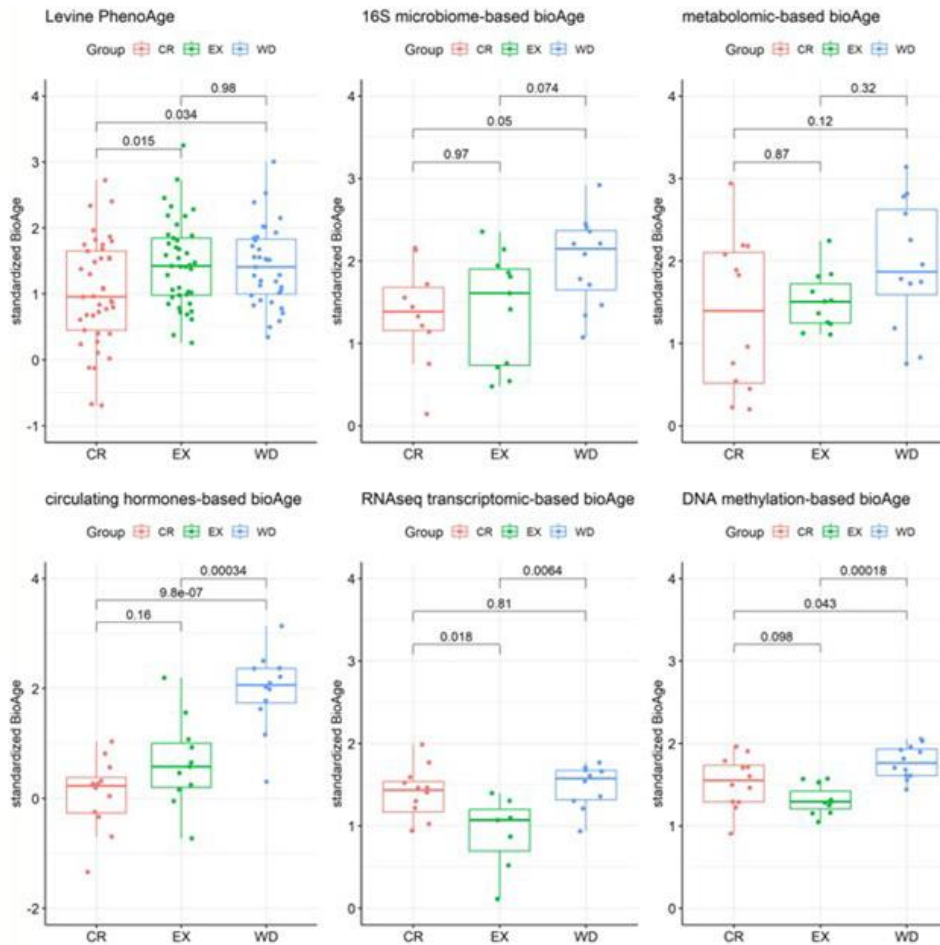 Levine PhenoAge
Group CR EX WD
standardized BioAge
4
3
2
1
0
-1
0.98
0.034
0.015
CR EX WD
16S microbiome-based bioAge
Group CR EX WD
standardized BioAge
4
3
2
1
0
0.074
0.05
0.97
CR EX WD
metabolomic-based bioAge
Group CR EX WD
standardized BioAge
4
3
2
1
0
0.32
0.12
0.87
CR EX WD
circulating hormones-based bioAge
Group CR EX WD
standardized BioAge
4
2
0
-2
0.00034
9.8e-07
0.16
CR EX WD
RNAseq transcriptomic-based bioAge
Group CR EX WD
standardized BioAge
4
3
2
1
0
0.0064
0.81
0.018
CR EX WD
DNA methylation-based bioAge
Group CR EX WD
standardized BioAge
4
3
2
1
0
0.00018
0.043
0.098
CR EX WD